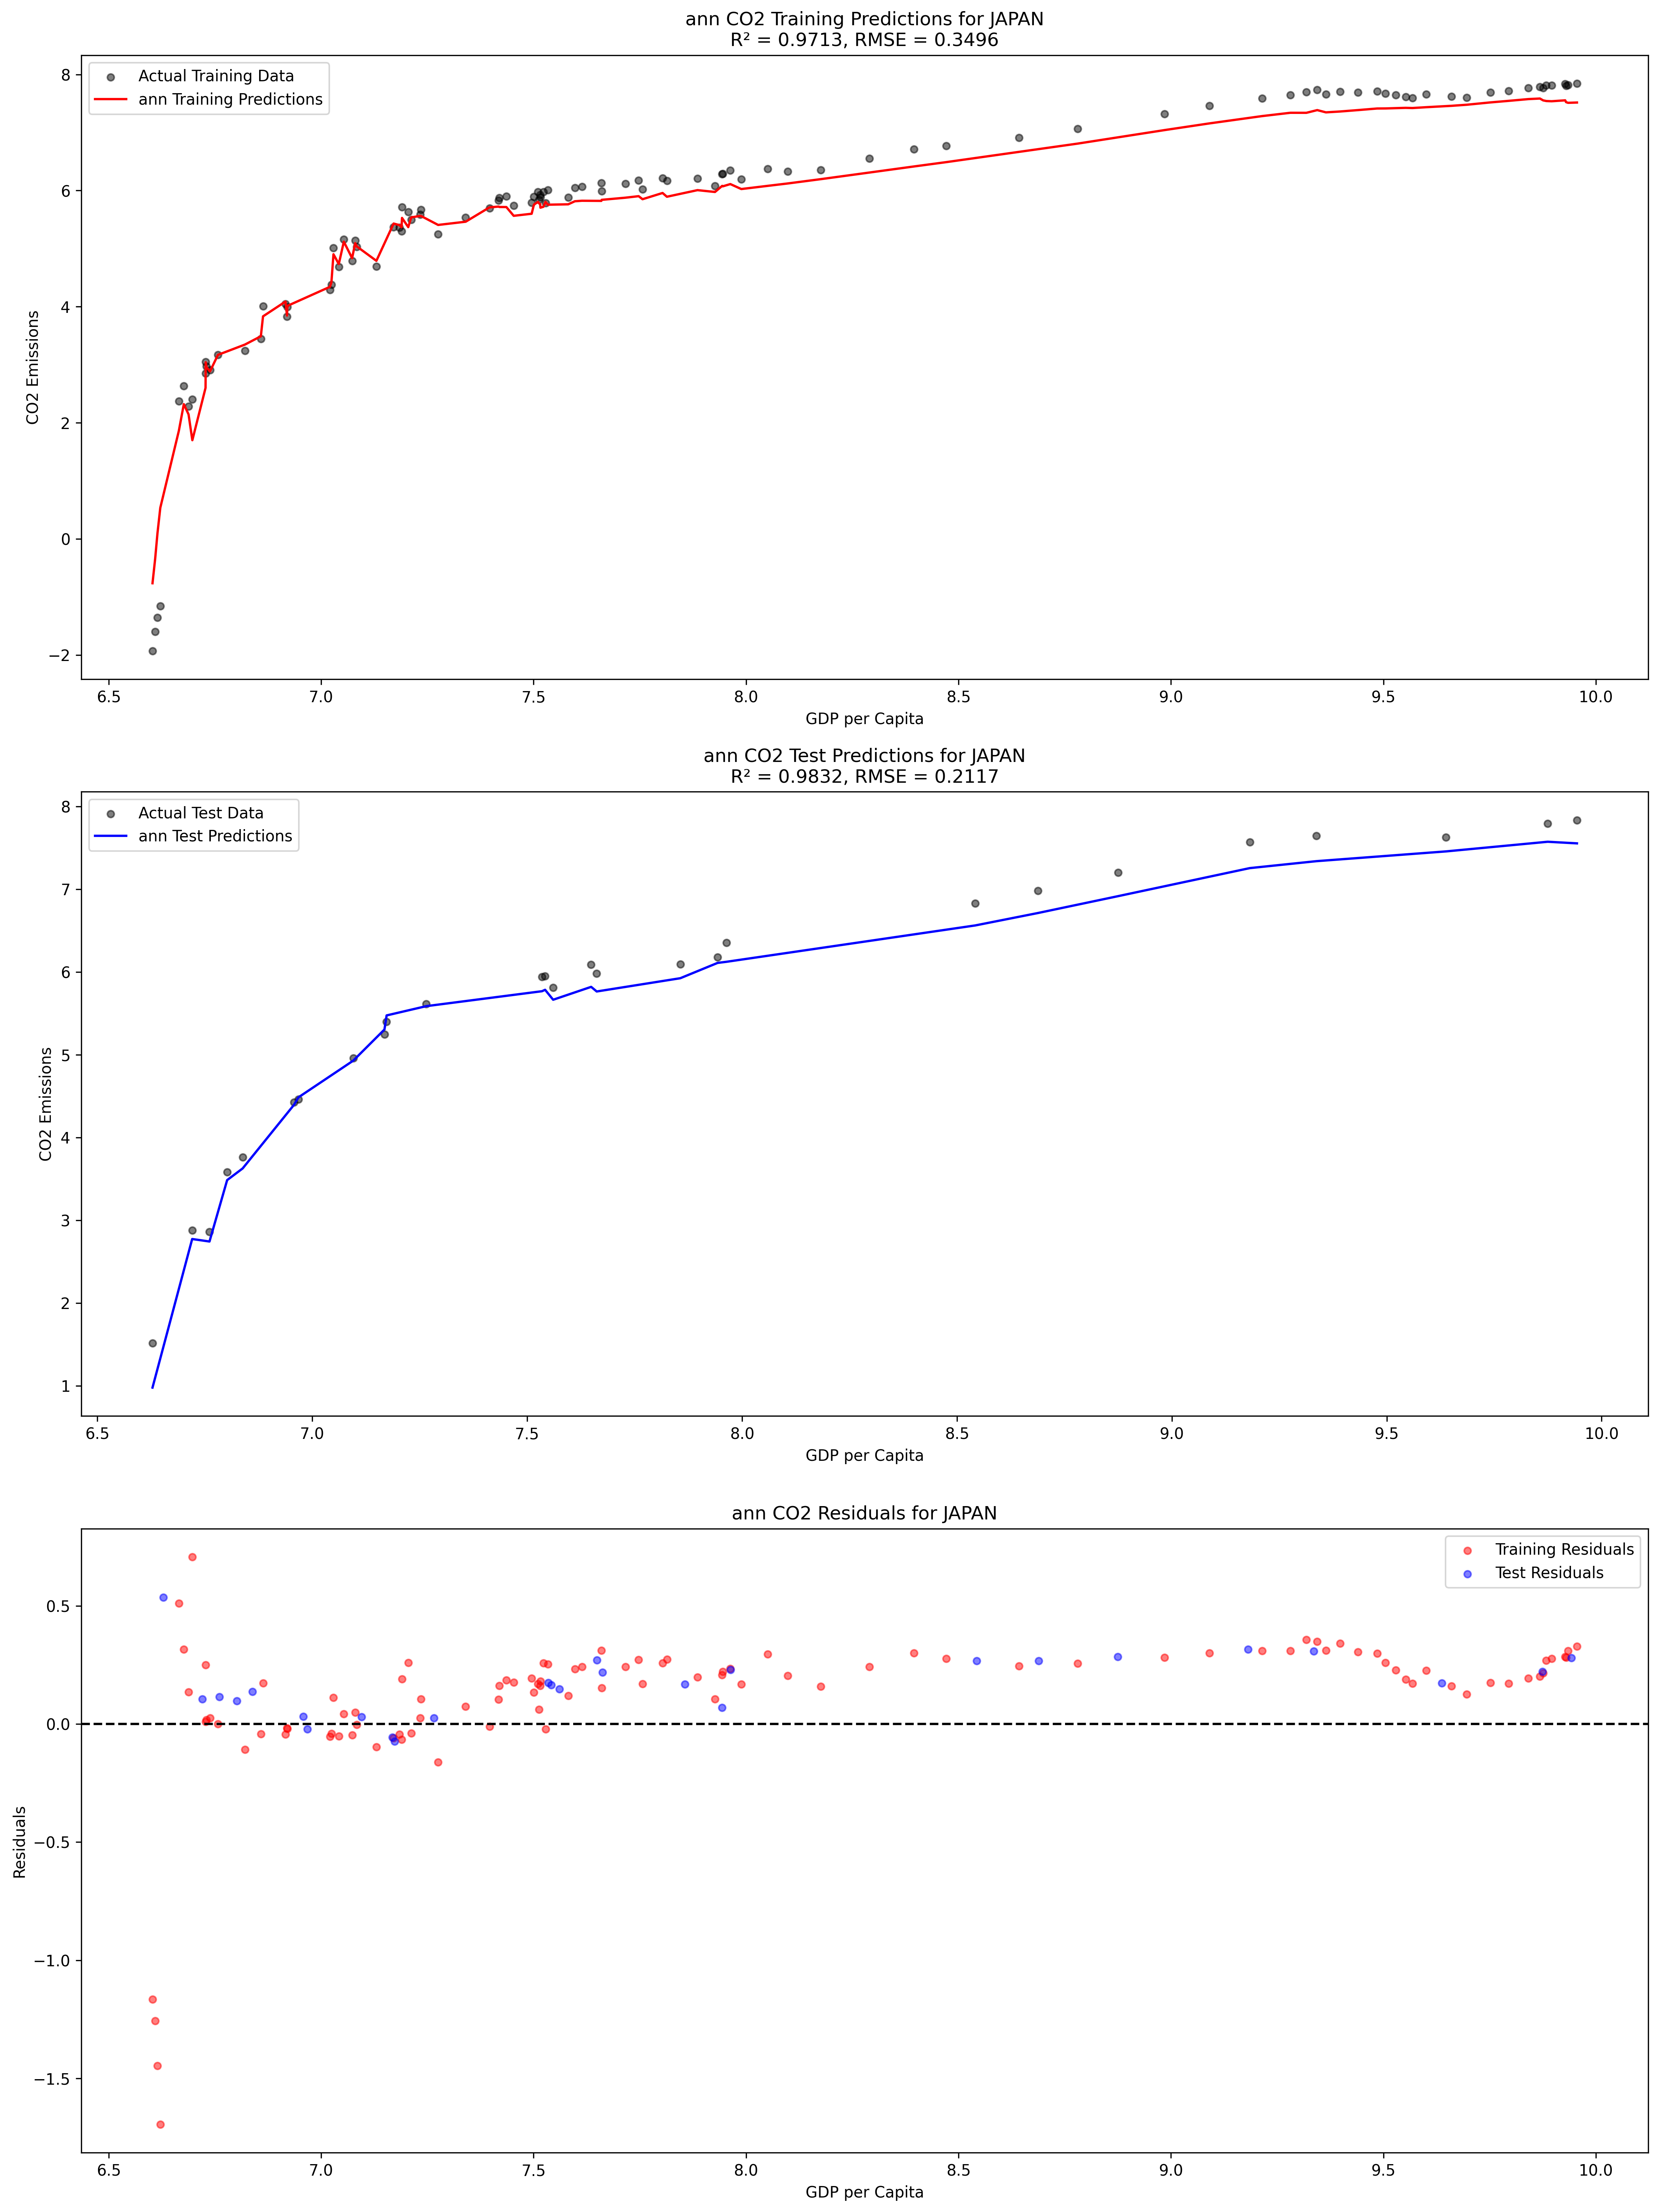 ann CO2 Training Predictions for JAPAN
R² = 0.9713, RMSE = 0.3496
Actual Training Data
ann Training Predictions
8
6
4
2
0
−2
CO2 Emissions
6.5 7.0 7.5 8.0 8.5 9.0 9.5 10.0
GDP per Capita
ann CO2 Test Predictions for JAPAN
R² = 0.9832, RMSE = 0.2117
Actual Test Data
ann Test Predictions
8
7
6
5
4
3
2
1
CO2 Emissions
6.5 7.0 7.5 8.0 8.5 9.0 9.5 10.0
GDP per Capita
ann CO2 Residuals for JAPAN
Training Residuals
Test Residuals
0.5
0.0
−0.5
−1.0
−1.5
Residuals
6.5 7.0 7.5 8.0 8.5 9.0 9.5 10.0
GDP per Capita